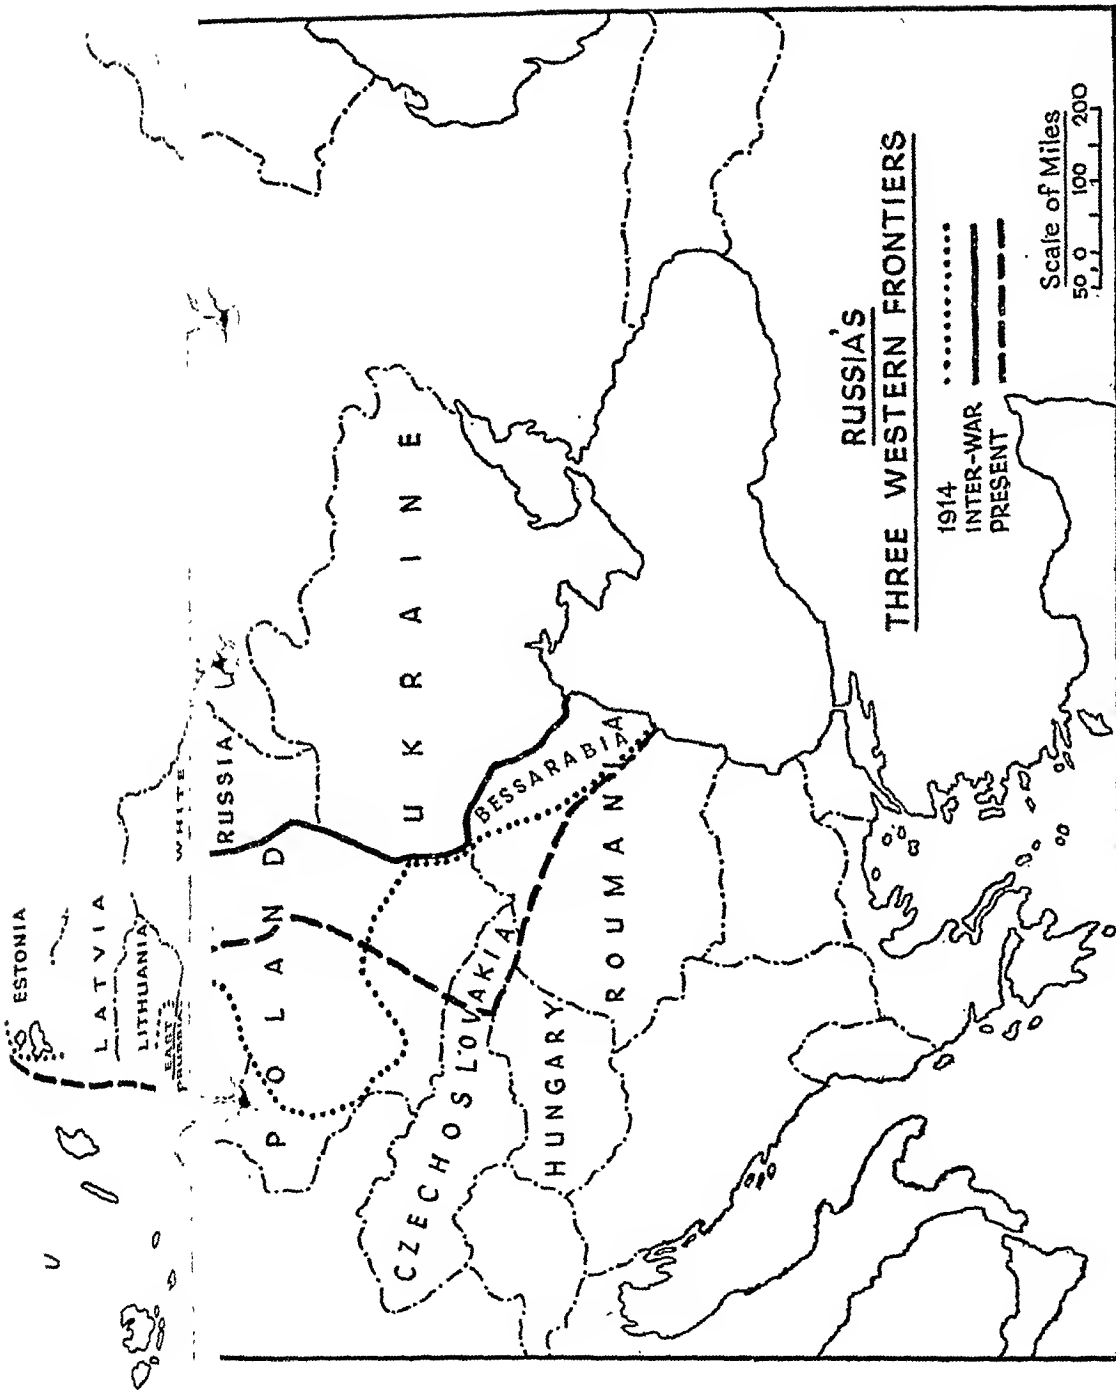 ESTONIA
LATVIA
LITHUANIA
EAST
PRUSSIA
WHITE
RUSSIA
POLAND
UKRAINE
CZECHOSLOVAKIA
BESSARABIA
HUNGARY
ROUMANIA
RUSSIA'S
THREE WESTERN FRONTIERS
1914
INTER-WAR
PRESENT
Scale of Miles
50 0 100 200